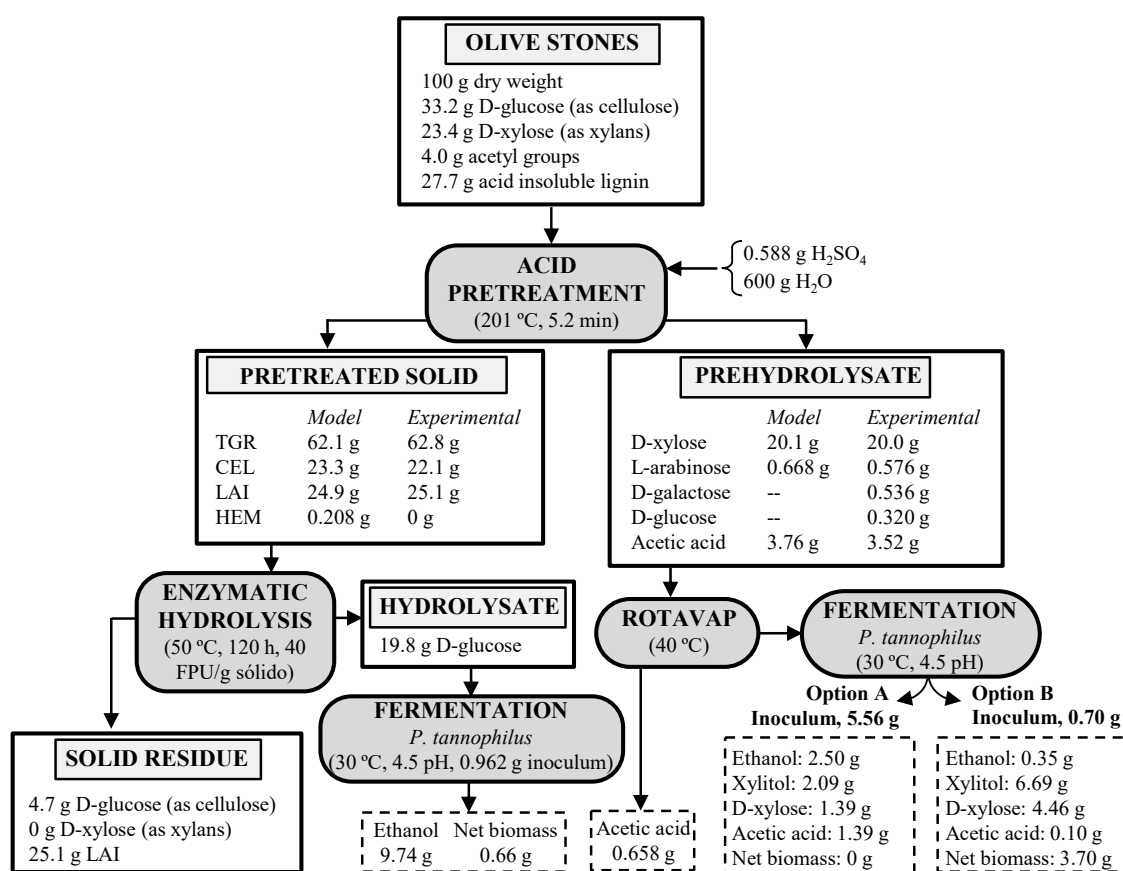 OLIVE STONES
100 g dry weight
33.2 g D-glucose (as cellulose)
23.4 g D-xylose (as xylans)
4.0 g acetyl groups
27.7 g acid insoluble lignin
ACID
PRETREATMENT
(201 ºC, 5.2 min)
0.588 g H₂SO₄
600 g H₂O
PRETREATED SOLID
Model Experimental
TGR 62.1 g 62.8 g
CEL 23.3 g 22.1 g
LAI 24.9 g 25.1 g
HEM 0.208 g 0 g
PREHYDROLYSATE
Model Experimental
D-xylose 20.1 g 20.0 g
L-arabinose 0.668 g 0.576 g
D-galactose -- 0.536 g
D-glucose -- 0.320 g
Acetic acid 3.76 g 3.52 g
ENZYMATIC
HYDROLYSIS
(50 ºC, 120 h, 40
FPU/g sólido)
HYDROLYSATE
19.8 g D-glucose
ROTAVAP
(40 ºC)
FERMENTATION
P. tannophilus
(30 ºC, 4.5 pH)
Option A
Inoculum, 5.56 g
Option B
Inoculum, 0.70 g
FERMENTATION
P. tannophilus
(30 ºC, 4.5 pH, 0.962 g inoculum)
SOLID RESIDUE
4.7 g D-glucose (as cellulose)
0 g D-xylose (as xylans)
25.1 g LAI
Ethanol Net biomass
9.74 g 0.66 g
Acetic acid
0.658 g
Ethanol: 2.50 g
Xylitol: 2.09 g
D-xylose: 1.39 g
Acetic acid: 1.39 g
Net biomass: 0 g
Ethanol: 0.35 g
Xylitol: 6.69 g
D-xylose: 4.46 g
Acetic acid: 0.10 g
Net biomass: 3.70 g